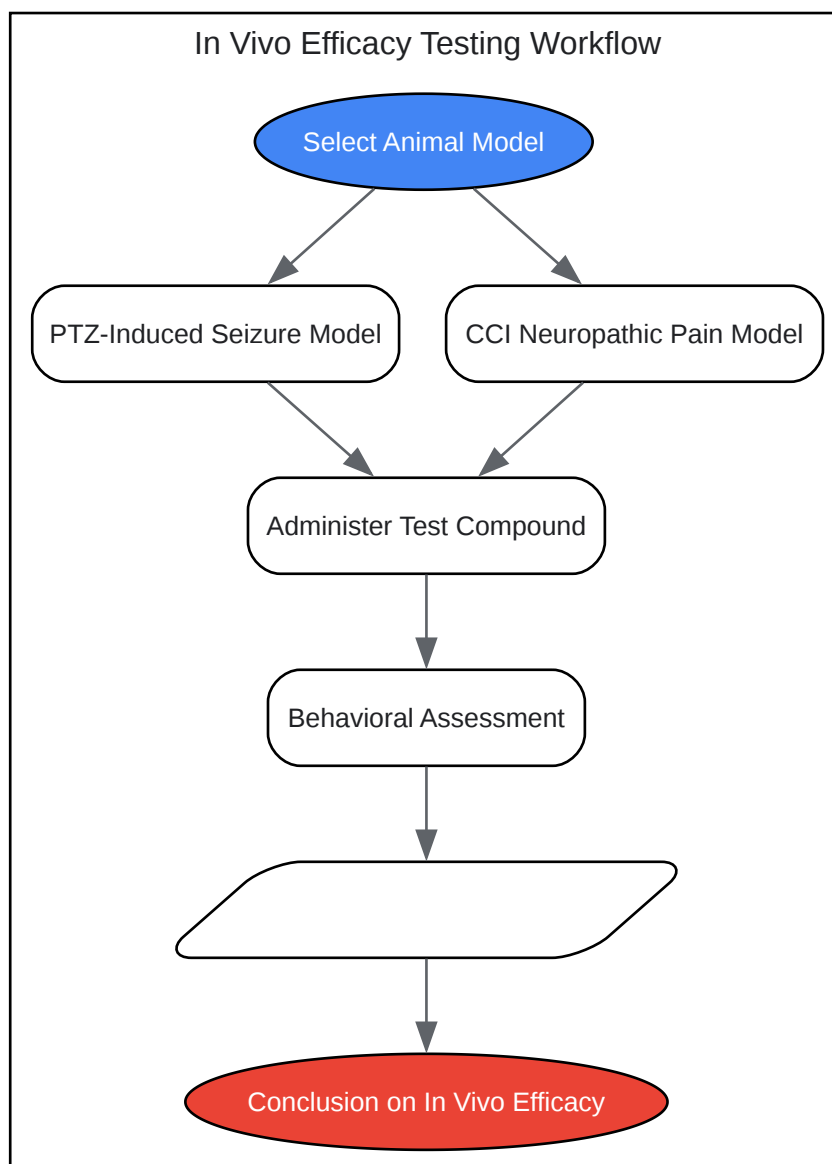 In Vivo Efficacy Testing Workflow
Select Animal Model
PTZ-Induced Seizure Model
CCI Neuropathic Pain Model
Administer Test Compound
Behavioral Assessment
Conclusion on In Vivo Efficacy